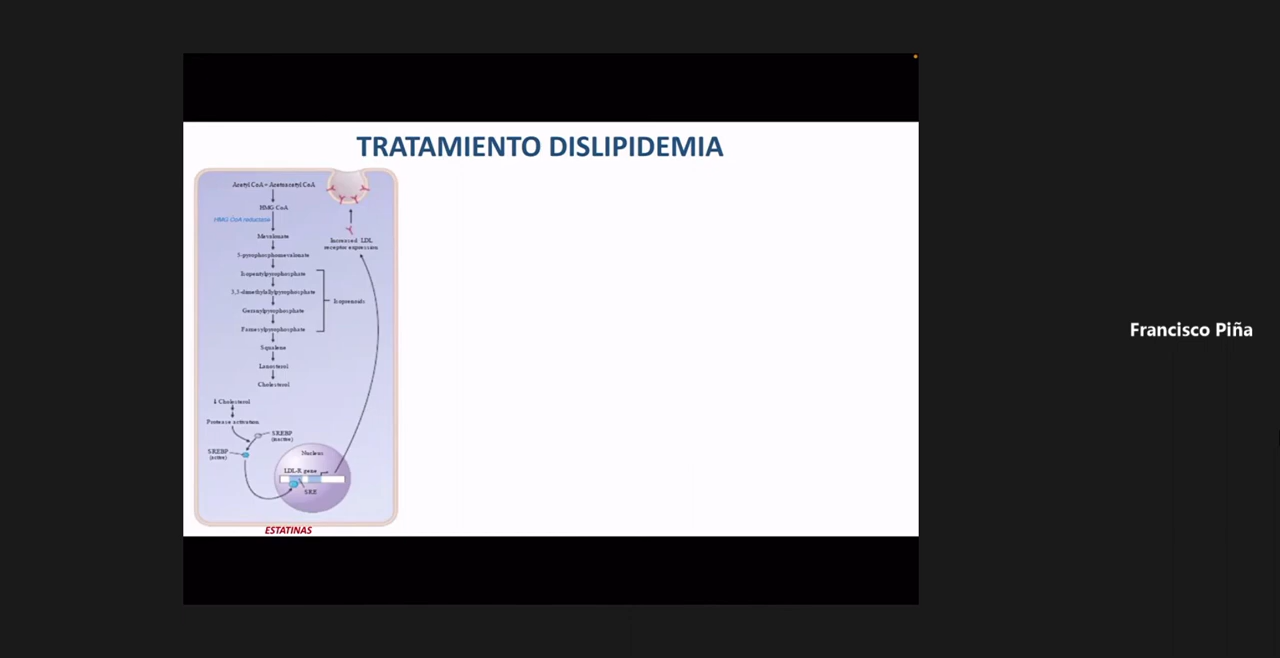 TRATAMIENTO DISLIPIDEMIA
Acetyl CoA + Acetoacetyl CoA
HMG-CoA
HMG CoA reductase
Mevalonate
Increased LDL
receptor expression
5-pyrophosphomevalonate
Isopentylpyrophosphate
3,3-dimethylallylpyrophosphate
Isoprenoids
Geranylpyrophosphate
Farnesylpyrophosphate
Squalene
Lanosterol
Cholesterol
↓ Cholesterol
Protease activation
SREBP
(inactive)
SREBP
(active)
Nucleus
LDL-R gene
SRE
ESTATINAS
Francisco Piña